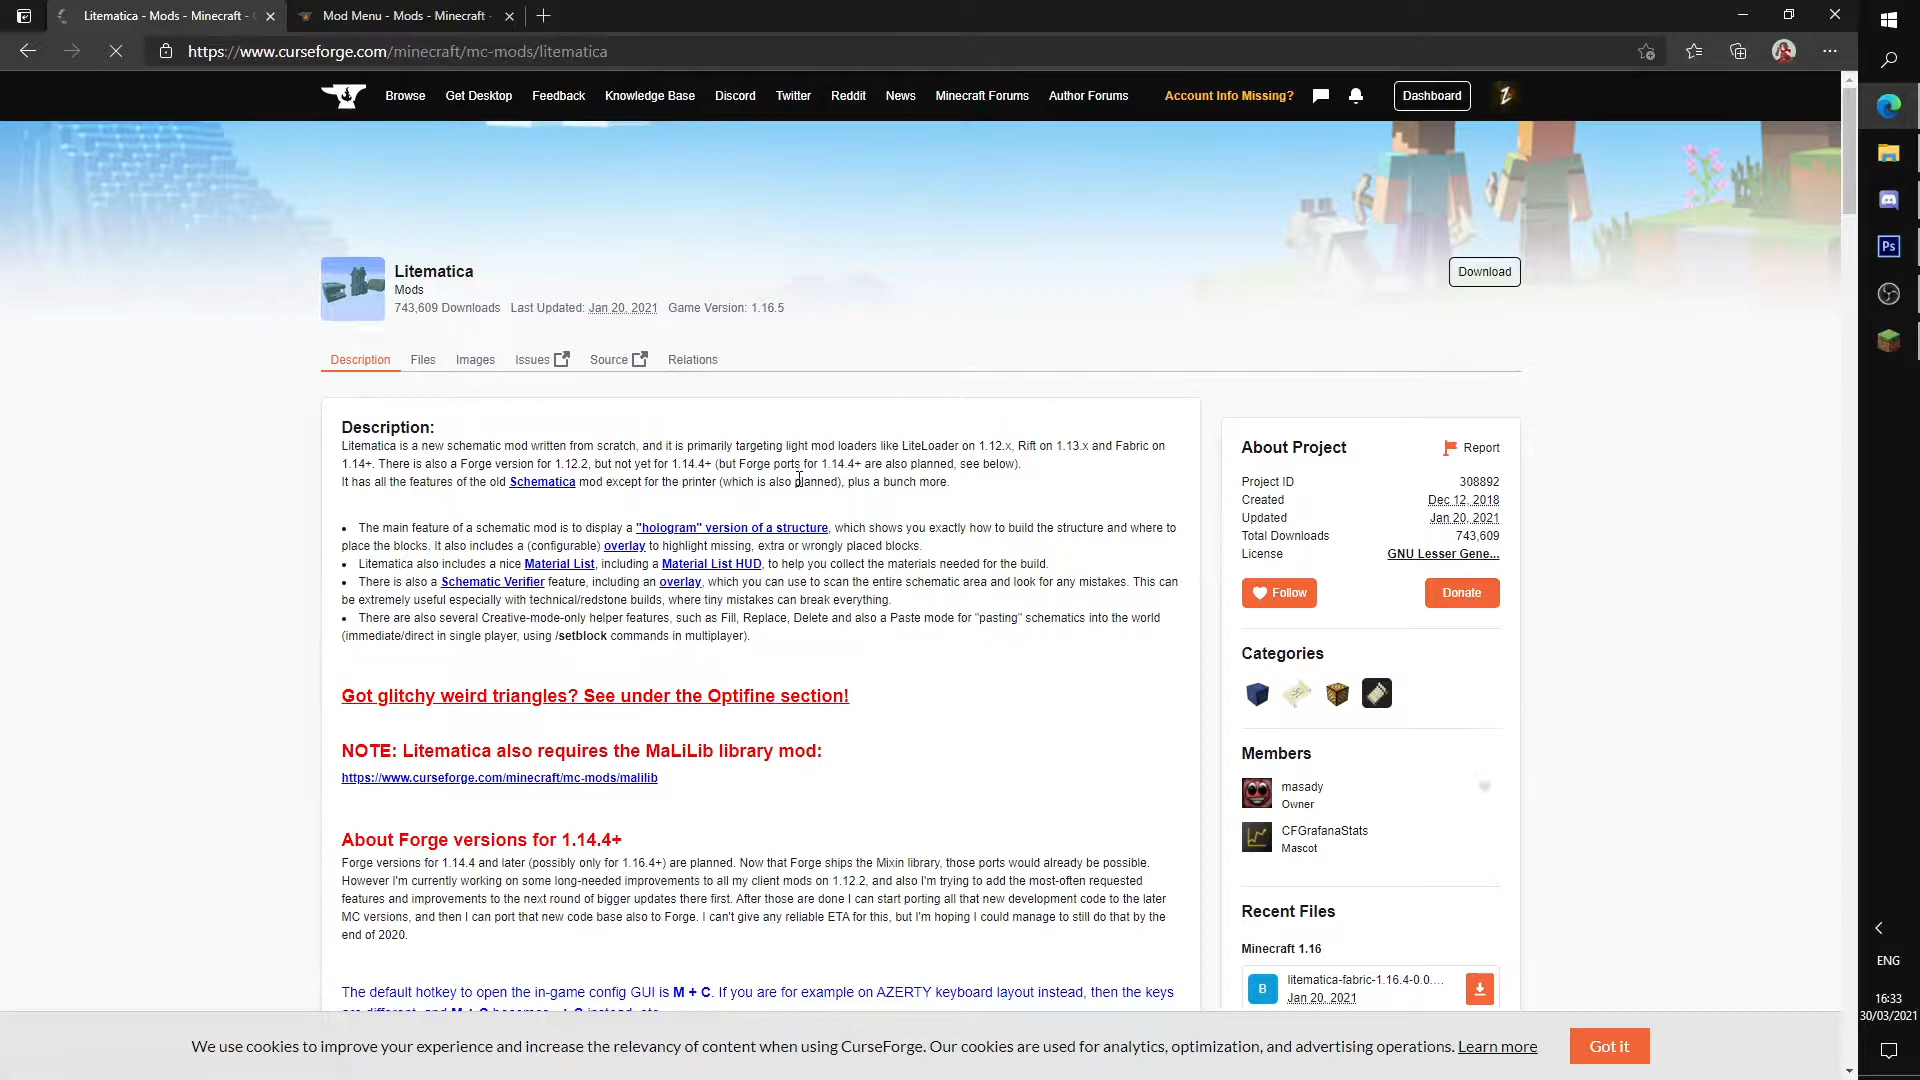 Litematica - Mods - Minecraft -
Mod Menu - Mods - Minecraft -
https://www.curseforge.com/minecraft/mc-mods/litematica
Browse Get Desktop Feedback Knowledge Base Discord Twitter Reddit News Minecraft Forums Author Forums Account Info Missing? Dashboard
Litematica
Mods
743,609 Downloads Last Updated: Jan 20, 2021 Game Version: 1.16.5
Download
Description Files Images Issues Source Relations
Description:
Litematica is a new schematic mod written from scratch, and it is primarily targeting light mod loaders like LiteLoader on 1.12.x, Rift on 1.13.x and Fabric on
1.14+. There is also a Forge version for 1.12.2, but not yet for 1.14.4+ (but Forge ports for 1.14.4+ are also planned, see below).
It has all the features of the old Schematica mod except for the printer (which is also planned), plus a bunch more.
• The main feature of a schematic mod is to display a "hologram" version of a structure, which shows you exactly how to build the structure and where to
place the blocks. It also includes a (configurable) overlay to highlight missing, extra or wrongly placed blocks.
• Litematica also includes a nice Material List, including a Material List HUD, to help you collect the materials needed for the build.
• There is also a Schematic Verifier feature, including an overlay, which you can use to scan the entire schematic area and look for any mistakes. This can
be extremely useful especially with technical/redstone builds, where tiny mistakes can break everything.
• There are also several Creative-mode-only helper features, such as Fill, Replace, Delete and also a Paste mode for "pasting" schematics into the world
(immediate/direct in single player, using /setblock commands in multiplayer).
Got glitchy weird triangles? See under the Optifine section!
NOTE: Litematica also requires the MaLiLib library mod:
https://www.curseforge.com/minecraft/mc-mods/malilib
About Forge versions for 1.14.4+
Forge versions for 1.14.4 and later (possibly only for 1.16.4+) are planned. Now that Forge ships the Mixin library, those ports would already be possible.
However I'm currently working on some long-needed improvements to all my client mods on 1.12.2, and also I'm trying to add the most-often requested
features and improvements to the next round of bigger updates there first. After those are done I can start porting all that new development code to the later
MC versions, and then I can port that new code base also to Forge. I can't give any reliable ETA for this, but I'm hoping I could manage to still do that by the
end of 2020.
The default hotkey to open the in-game config GUI is M + C. If you are for example on AZERTY keyboard layout instead, then the keys
About Project Report
Project ID 308892
Created Dec 12, 2018
Updated Jan 20, 2021
Total Downloads 743,609
License GNU Lesser Gene...
Follow Donate
Categories
Members
masady
Owner
CFGrafanaStats
Mascot
Recent Files
Minecraft 1.16
B litematica-fabric-1.16.4-0.0....
Jan 20, 2021
We use cookies to improve your experience and increase the relevancy of content when using CurseForge. Our cookies are used for analytics, optimization, and advertising operations. Learn more Got it
Ps
ENG
16:33
30/03/2021